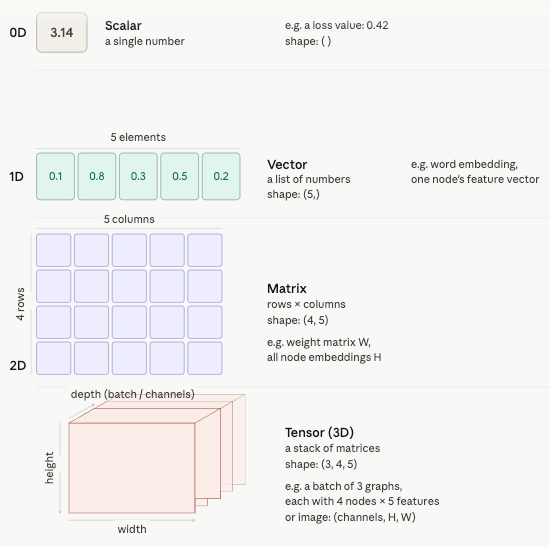 0D
3.14
Scalar
a single number
e.g. a loss value: 0.42
shape: ( )
5 elements
1D
0.1 0.8 0.3 0.5 0.2
Vector
a list of numbers
shape: (5,)
e.g. word embedding,
one node's feature vector
5 columns
4 rows
2D
Matrix
rows × columns
shape: (4, 5)
e.g. weight matrix W,
all node embeddings H
depth (batch / channels)
height
width
Tensor (3D)
a stack of matrices
shape: (3, 4, 5)
e.g. a batch of 3 graphs,
each with 4 nodes × 5 features
or image: (channels, H, W)